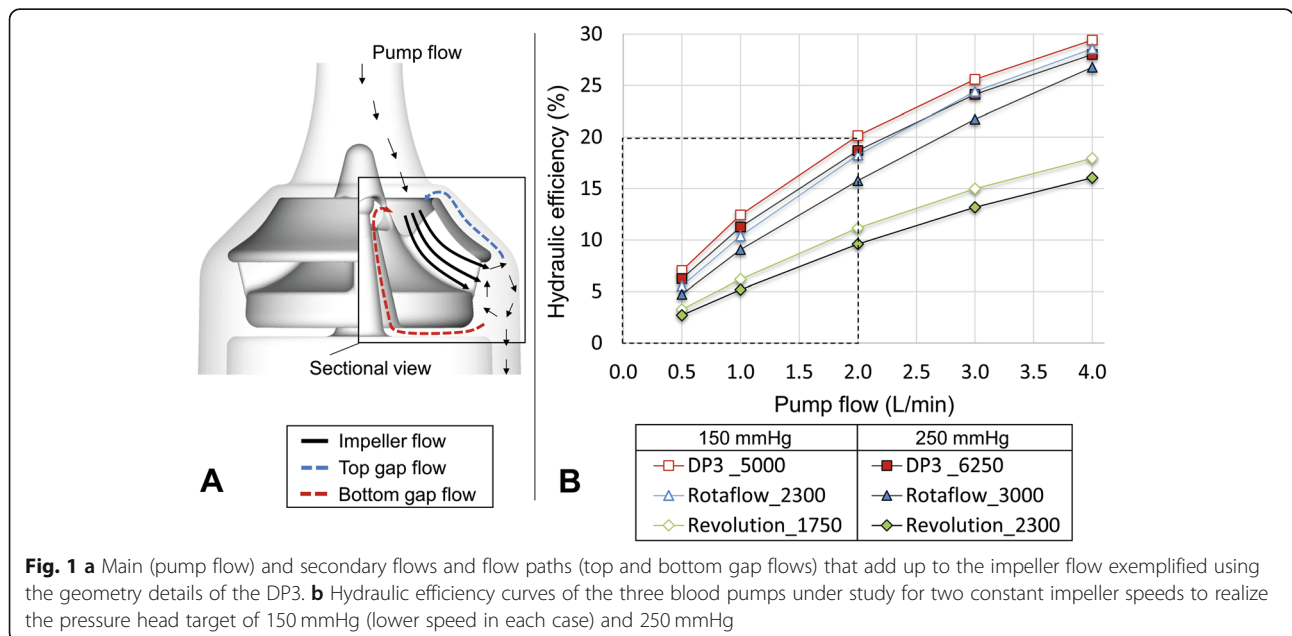 Pump flow
Sectional view
Impeller flow
Top gap flow
Bottom gap flow
A
Hydraulic efficiency (%)
30
25
20
15
10
5
0
0.0 0.5 1.0 1.5 2.0 2.5 3.0 3.5 4.0
Pump flow (L/min)
B
150 mmHg 250 mmHg
DP3 _5000 DP3 _6250
Rotaflow_2300 Rotaflow_3000
Revolution_1750 Revolution_2300
Fig. 1 a Main (pump flow) and secondary flows and flow paths (top and bottom gap flows) that add up to the impeller flow exemplified using
the geometry details of the DP3. b Hydraulic efficiency curves of the three blood pumps under study for two constant impeller speeds to realize
the pressure head target of 150 mmHg (lower speed in each case) and 250 mmHg